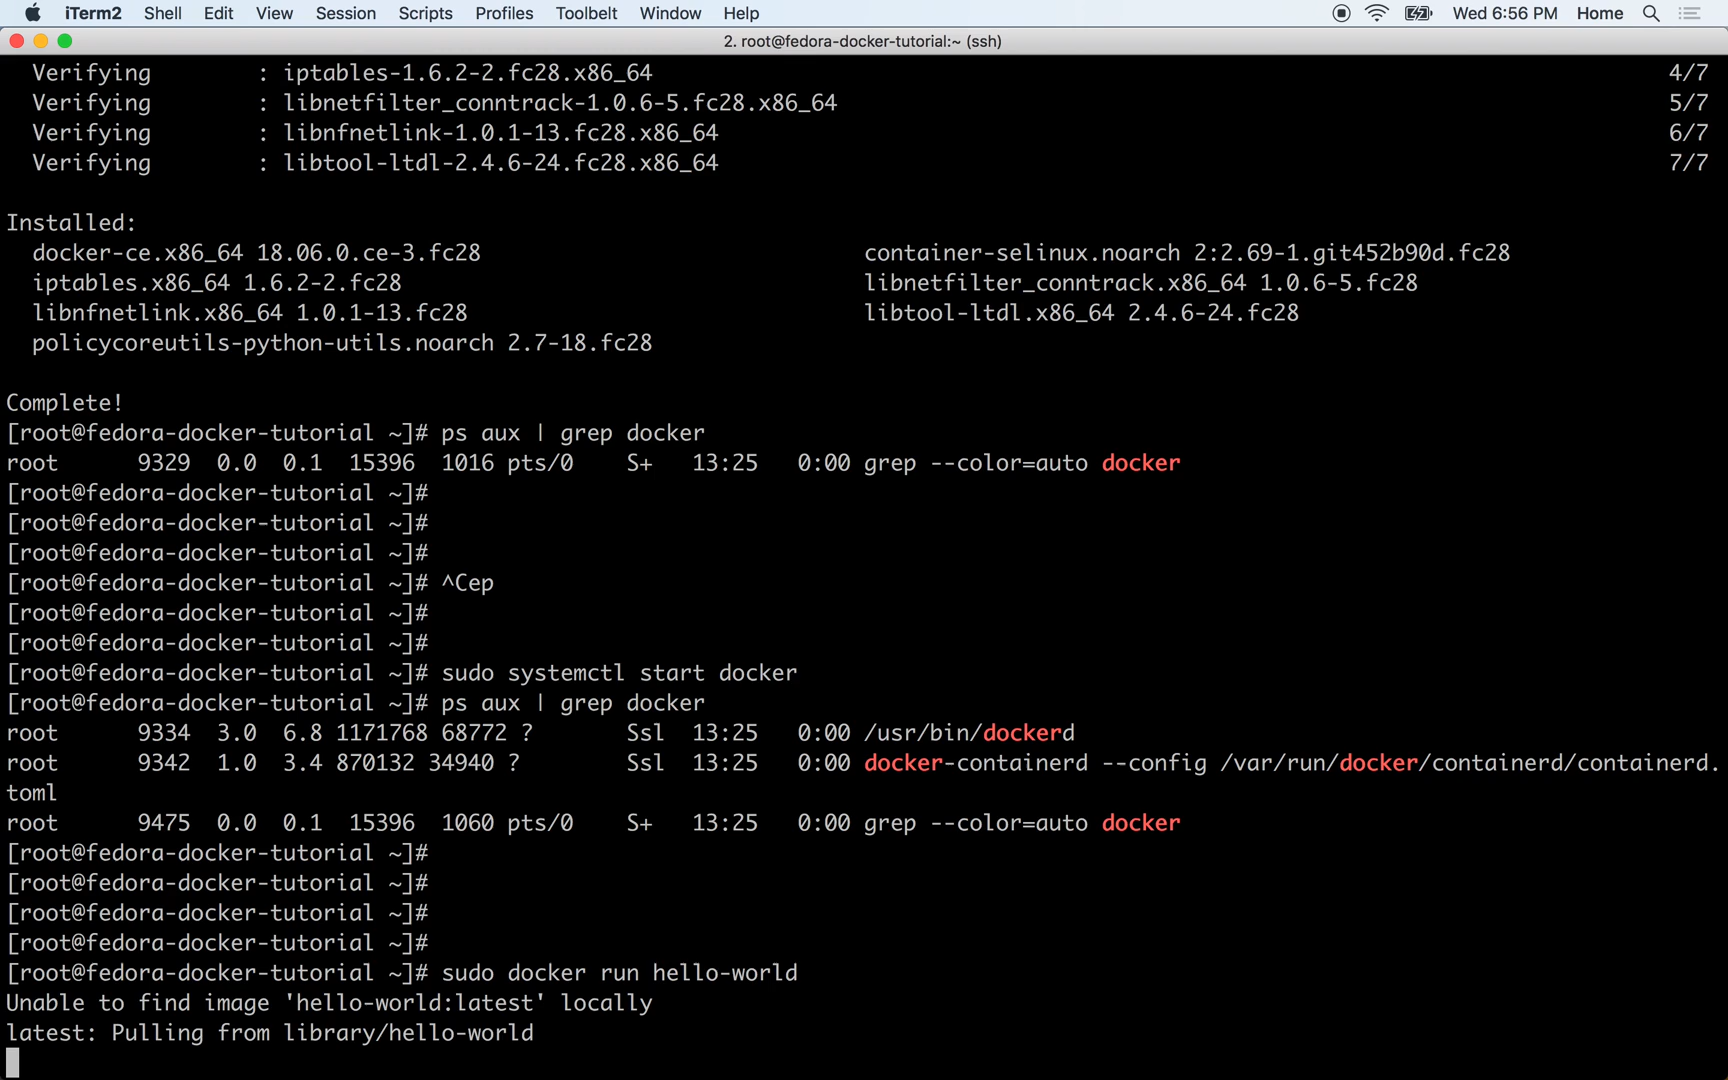 iTerm2 Shell Edit View Session Scripts Profiles Toolbelt Window Help Wed 6:56 PM Home
2. root@fedora-docker-tutorial:~ (ssh)
Verifying : iptables-1.6.2-2.fc28.x86_64 4/7
Verifying : libnetfilter_conntrack-1.0.6-5.fc28.x86_64 5/7
Verifying : libnfnetlink-1.0.1-13.fc28.x86_64 6/7
Verifying : libtool-ltdl-2.4.6-24.fc28.x86_64 7/7
Installed:
docker-ce.x86_64 18.06.0.ce-3.fc28 container-selinux.noarch 2:2.69-1.git452b90d.fc28
iptables.x86_64 1.6.2-2.fc28 libnetfilter_conntrack.x86_64 1.0.6-5.fc28
libnfnetlink.x86_64 1.0.1-13.fc28 libtool-ltdl.x86_64 2.4.6-24.fc28
policycoreutils-python-utils.noarch 2.7-18.fc28
Complete!
[root@fedora-docker-tutorial ~]# ps aux | grep docker
root 9329 0.0 0.1 15396 1016 pts/0 S+ 13:25 0:00 grep --color=auto docker
[root@fedora-docker-tutorial ~]#
[root@fedora-docker-tutorial ~]#
[root@fedora-docker-tutorial ~]#
[root@fedora-docker-tutorial ~]# ^Cep
[root@fedora-docker-tutorial ~]#
[root@fedora-docker-tutorial ~]#
[root@fedora-docker-tutorial ~]# sudo systemctl start docker
[root@fedora-docker-tutorial ~]# ps aux | grep docker
root 9334 3.0 6.8 1171768 68772 ? Ssl 13:25 0:00 /usr/bin/dockerd
root 9342 1.0 3.4 870132 34940 ? Ssl 13:25 0:00 docker-containerd --config /var/run/docker/containerd/containerd.
toml
root 9475 0.0 0.1 15396 1060 pts/0 S+ 13:25 0:00 grep --color=auto docker
[root@fedora-docker-tutorial ~]#
[root@fedora-docker-tutorial ~]#
[root@fedora-docker-tutorial ~]#
[root@fedora-docker-tutorial ~]#
[root@fedora-docker-tutorial ~]# sudo docker run hello-world
Unable to find image 'hello-world:latest' locally
latest: Pulling from library/hello-world